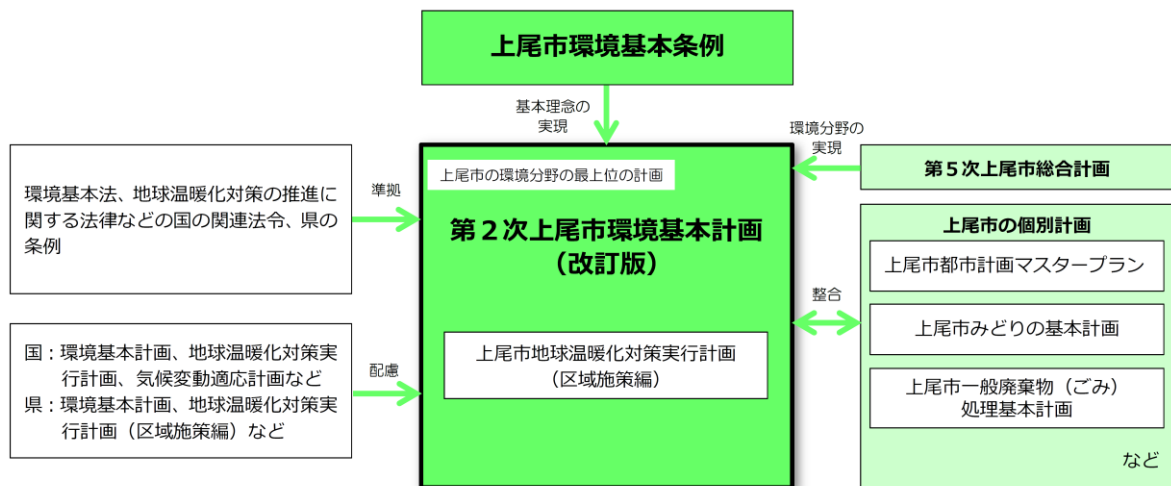 上尾市環境基本条例
基本理念の
実現
環境分野の
実現
第５次上尾市総合計画
環境基本法、地球温暖化対策の推進に
関する法律などの国の関連法令、県の
条例
準拠
上尾市の環境分野の最上位の計画
第２次上尾市環境基本計画
（改訂版）
上尾市地球温暖化対策実行計画
（区域施策編）
整合
上尾市の個別計画
上尾市都市計画マスタープラン
上尾市みどりの基本計画
上尾市一般廃棄物（ごみ）
処理基本計画
など
国：環境基本計画、地球温暖化対策実
行計画、気候変動適応計画など
県：環境基本計画、地球温暖化対策実
行計画（区域施策編）など
配慮